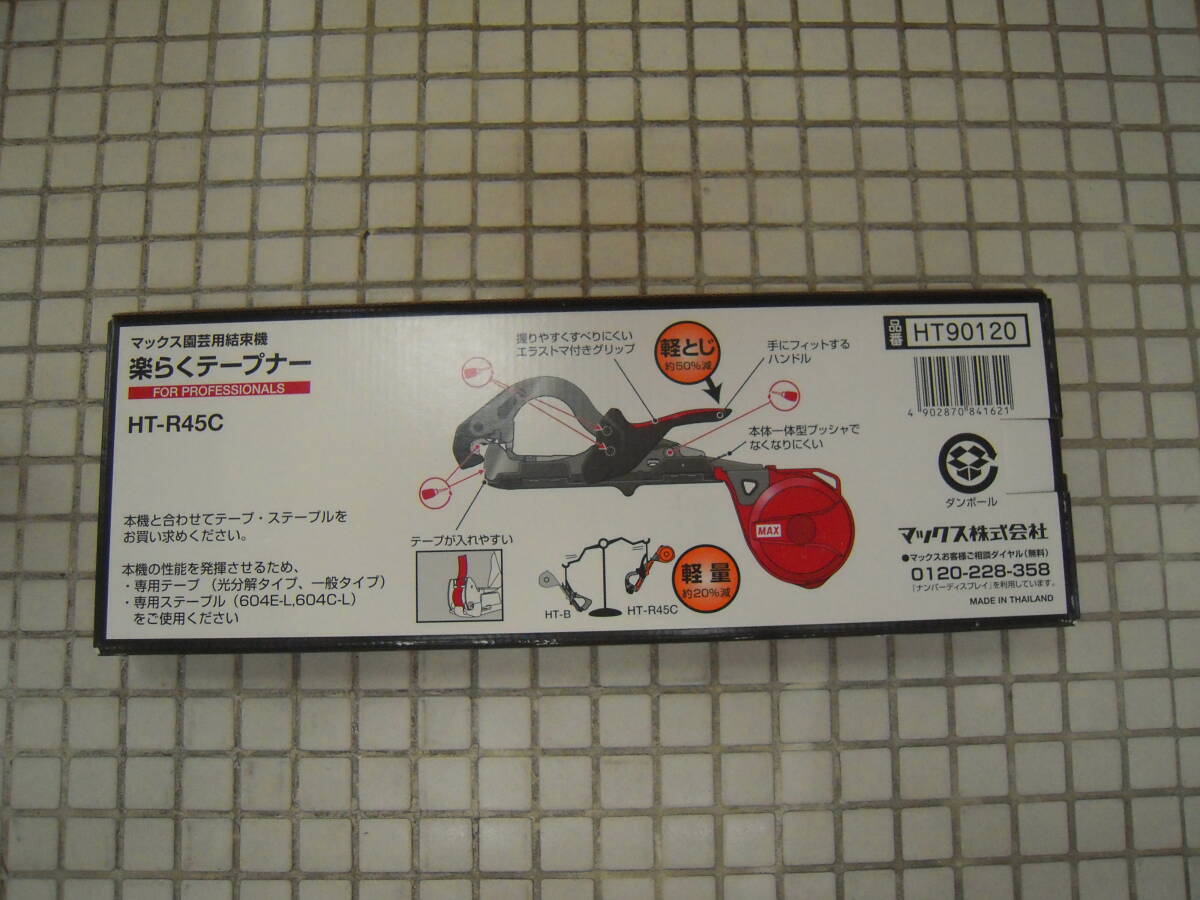 マックス園芸用結束機
楽らくテープナー
FOR PROFESSIONALS
HT-R45C
本機と合わせてテープ・ステープルを
お買い求めください。
本機の性能を発揮させるため、
・専用テープ（光分解タイプ、一般タイプ）
・専用ステープル（604E-L,604C-L）
をご使用ください
握りやすくすべりにくい
エラストマ付きグリップ
軽とじ
約50%減
手にフィットする
ハンドル
本体一体型プッシャで
なくなりにくい
MAX
テープが入れやすい
HT-B
HT-R45C
軽量
約20%減
品番
HT90120
4 902870 841621
ダンボール
マックス株式会社
●マックスお客様ご相談ダイヤル（無料）
0120-228-358
「ナンバーディスプレイ」を利用しています。
MADE IN THAILAND